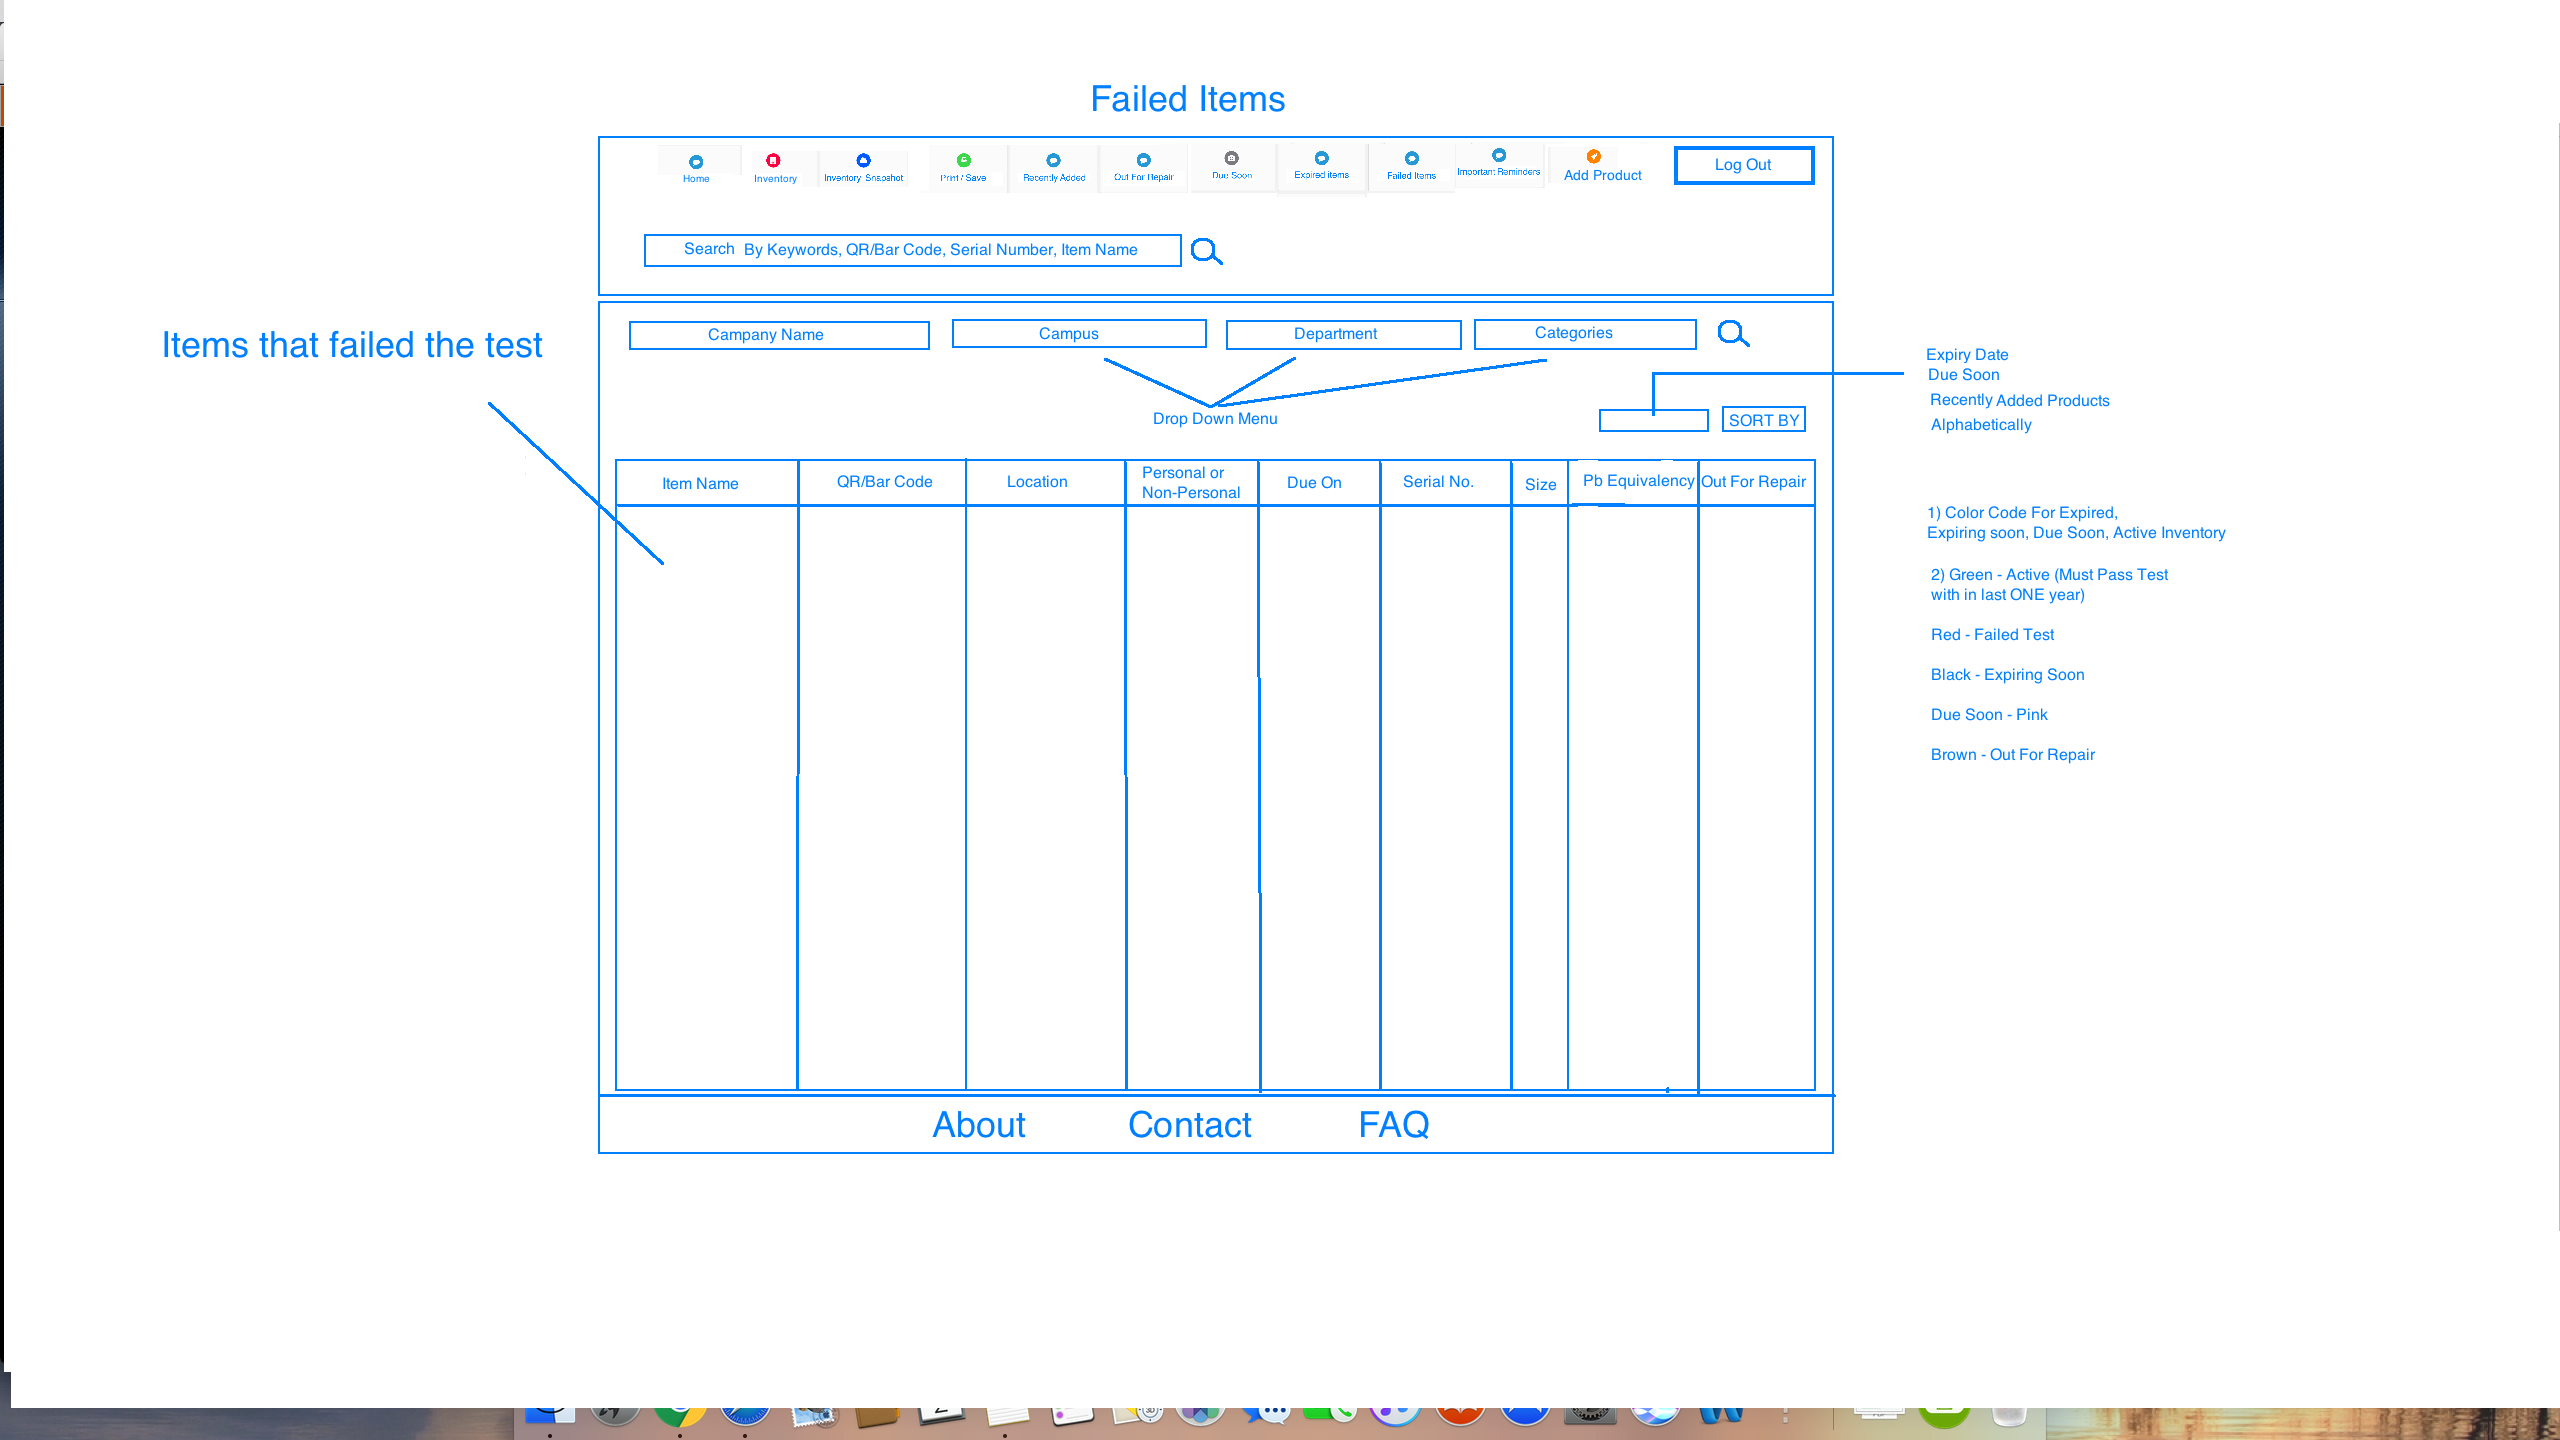 Failed Items
Home
Inventory
Inventory Snapshot
Print / Save
Recently Added
Out For Repair
Due Soon
Expired items
Failed Items
Important Reminders
Add Product
Log Out
Search By Keywords, QR/Bar Code, Serial Number, Item Name
Items that failed the test
Campany Name
Campus
Department
Categories
Drop Down Menu
SORT BY
Expiry Date
Due Soon
Recently Added Products
Alphabetically
Item Name
QR/Bar Code
Location
Personal or
Non-Personal
Due On
Serial No.
Size
Pb Equivalency
Out For Repair
1) Color Code For Expired,
Expiring soon, Due Soon, Active Inventory
2) Green - Active (Must Pass Test
with in last ONE year)
Red - Failed Test
Black - Expiring Soon
Due Soon - Pink
Brown - Out For Repair
About
Contact
FAQ